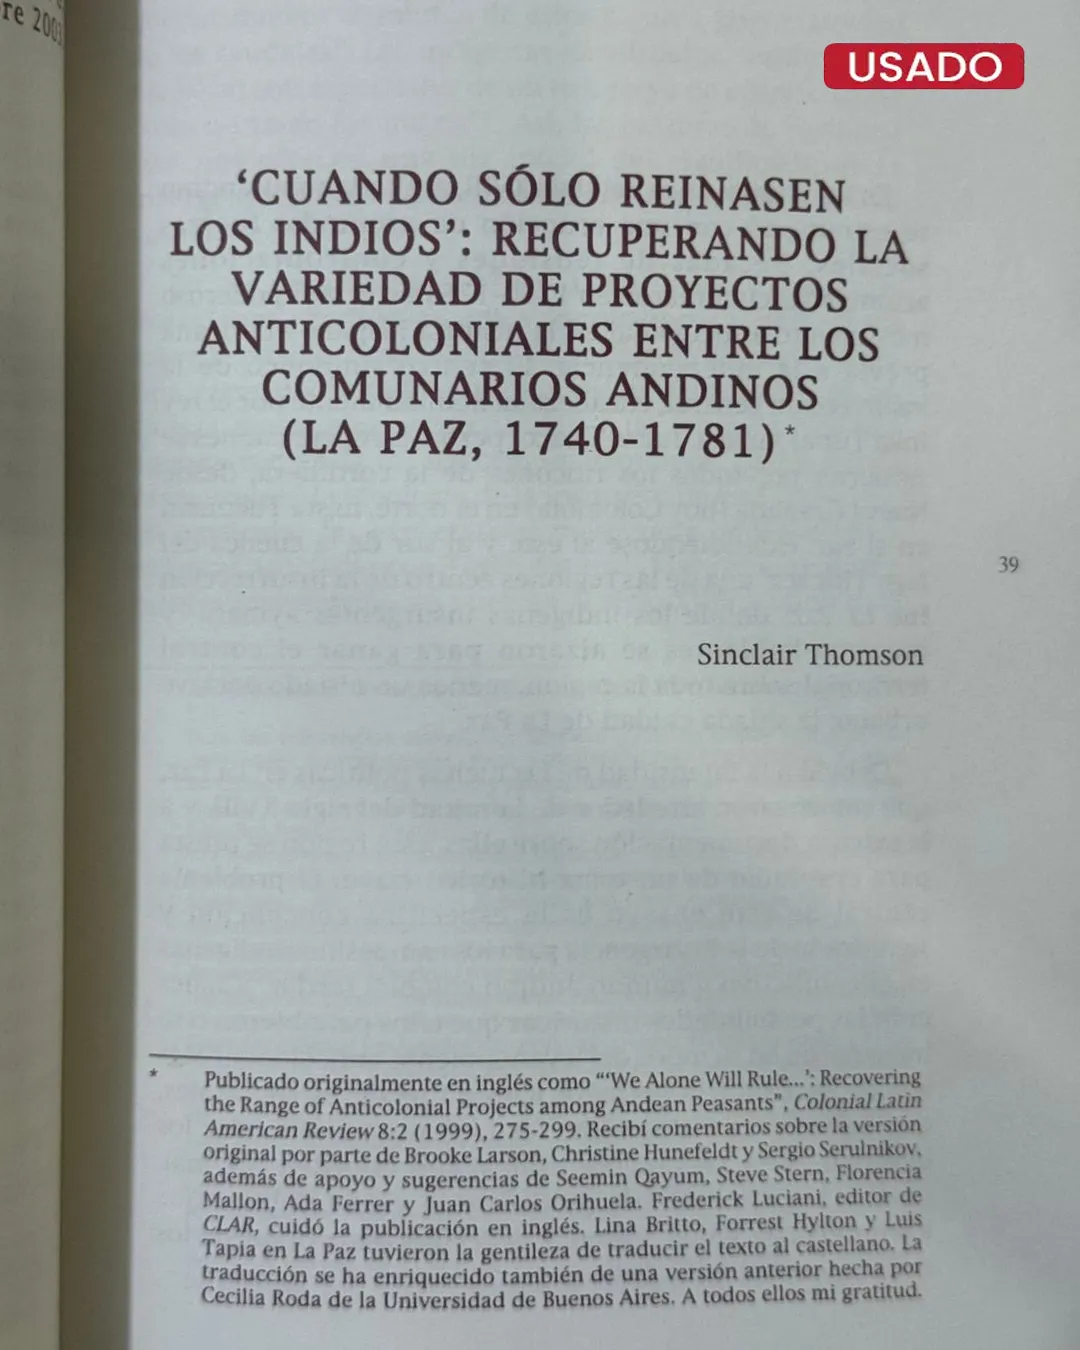 re 2003
USADO
‘CUANDO SÓLO REINASEN
LOS INDIOS’: RECUPERANDO LA
VARIEDAD DE PROYECTOS
ANTICOLONIALES ENTRE LOS
COMUNARIOS ANDINOS
(LA PAZ, 1740-1781)*
39
Sinclair Thomson
* Publicado originalmente en inglés como “‘We Alone Will Rule...’: Recovering
the Range of Anticolonial Projects among Andean Peasants”, Colonial Latin
American Review 8:2 (1999), 275-299. Recibí comentarios sobre la versión
original por parte de Brooke Larson, Christine Hunefeldt y Sergio Serulnikov,
además de apoyo y sugerencias de Seemin Qayum, Steve Stern, Florencia
Mallon, Ada Ferrer y Juan Carlos Orihuela. Frederick Luciani, editor de
CLAR, cuidó la publicación en inglés. Lina Britto, Forrest Hylton y Luis
Tapia en La Paz tuvieron la gentileza de traducir el texto al castellano. La
traducción se ha enriquecido también de una versión anterior hecha por
Cecilia Roda de la Universidad de Buenos Aires. A todos ellos mi gratitud.